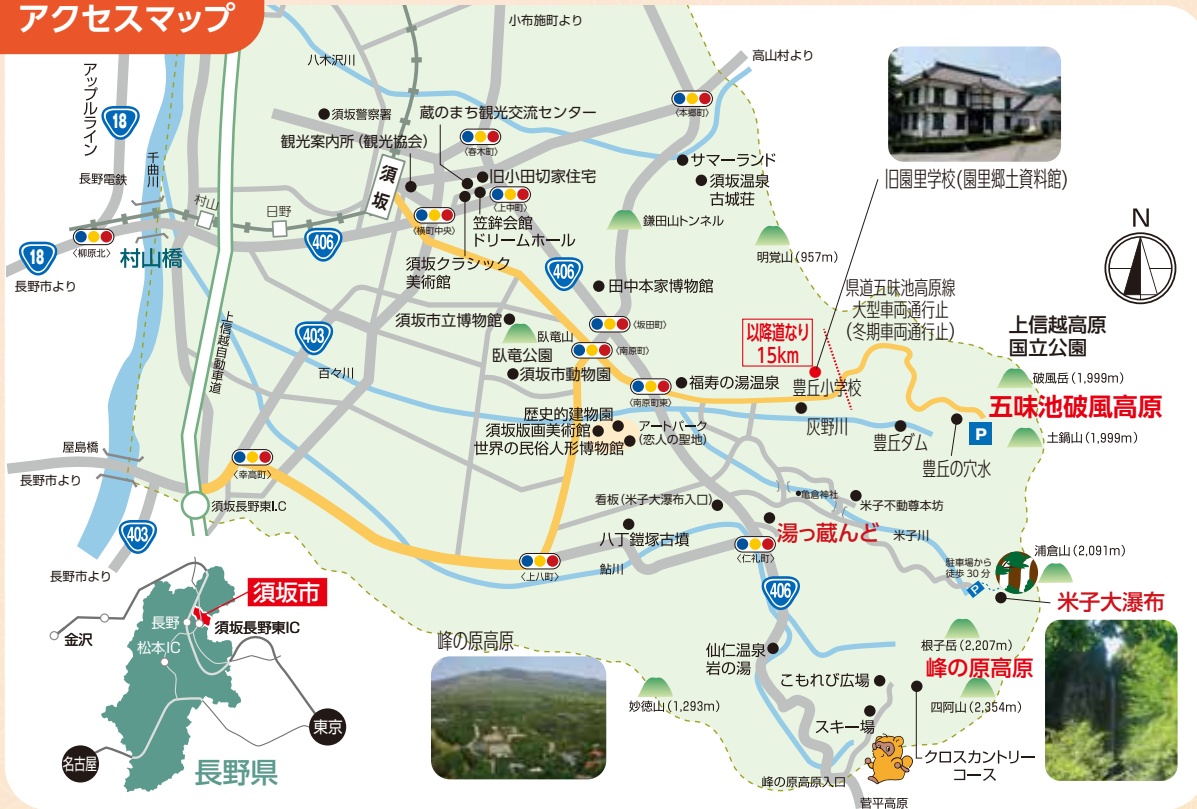 アクセスマップ
小布施町より
八木沢川
高山村より
アップルライン
18
千曲川
長野電鉄
須坂警察署
蔵のまち観光交流センター
観光案内所(観光協会)
〈春木町〉
〈本郷町〉
須坂
旧小田切家住宅
〈上中町〉
サマーランド
須坂温泉
古城荘
旧園里学校(園里郷土資料館)
村山
日野
〈横町中央〉
笠鉾会館
ドリームホール
鎌田山トンネル
N
18
〈柳原北〉
村山橋
406
長野市より
須坂クラシック
美術館
406
明覚山(957m)
田中本家博物館
県道五味池高原線
大型車両通行止
(冬期車両通行止)
上信越自動車道
403
須坂市立博物館
臥竜山
〈坂田町〉
以降道なり
15km
上信越高原
国立公園
百々川
臥竜公園
〈南原町〉
須坂市動物園
〈南原町東〉
福寿の湯温泉
豊丘小学校
破風岳(1,999m)
五味池破風高原
歴史的建物園
須坂版画美術館
世界の民俗人形博物館
アートパーク
(恋人の聖地)
灰野川
豊丘ダム
P
土鍋山(1,999m)
豊丘の穴水
屋島橋
長野市より
〈幸高町〉
須坂長野東I.C
看板(米子大瀑布入口)
亀倉神社
米子不動尊本坊
403
八丁鎧塚古墳
湯っ蔵んど
米子川
長野市より
〈上八町〉
鮎川
〈仁礼町〉
浦倉山(2,091m)
駐車場から
徒歩30分
P
米子大瀑布
406
須坂市
長野
須坂長野東IC
金沢
松本IC
東京
名古屋
長野県
峰の原高原
仙仁温泉
岩の湯
根子岳(2,207m)
峰の原高原
妙徳山(1,293m)
こもれび広場
四阿山(2,354m)
スキー場
クロスカントリー
コース
峰の原高原入口
菅平高原